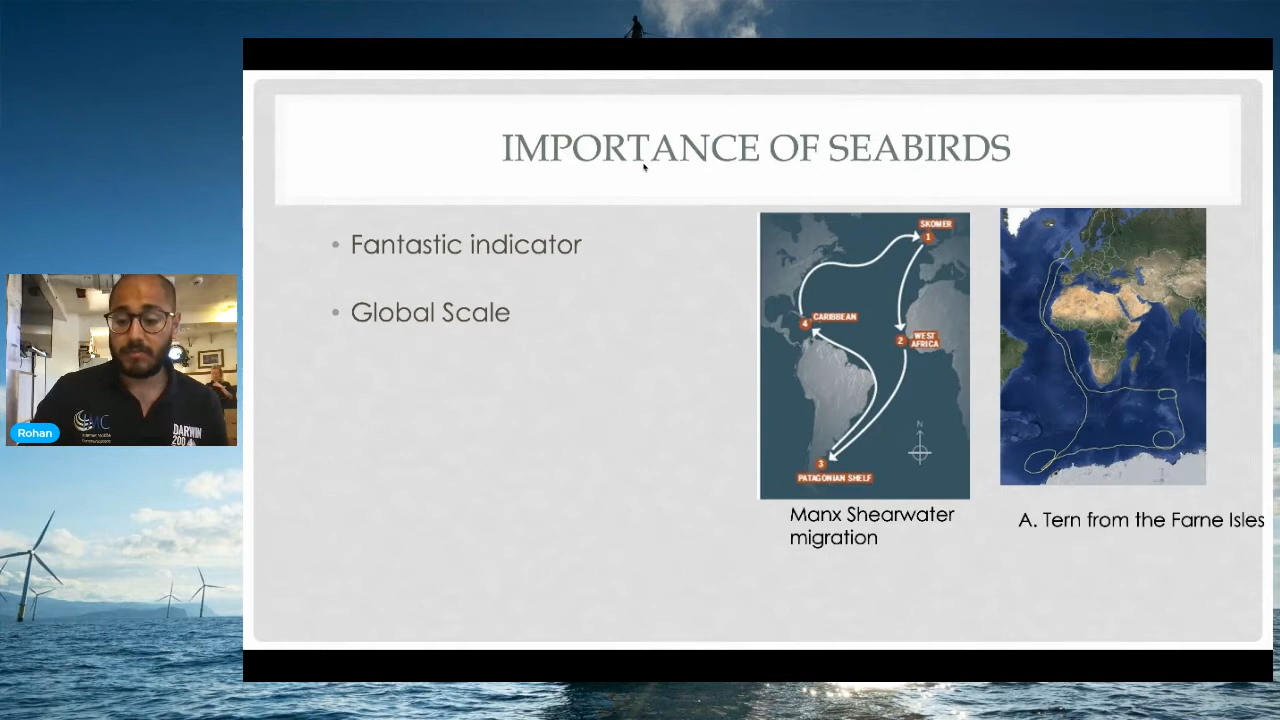 IMPORTANCE OF SEABIRDS
• Fantastic indicator
• Global Scale
SKOMER
1
CARIBBEAN
4
2
WEST
AFRICA
N
3
PATAGONIAN SHELF
Manx Shearwater
migration
A. Tern from the Farne Isles
DARWIN
200
Rohan